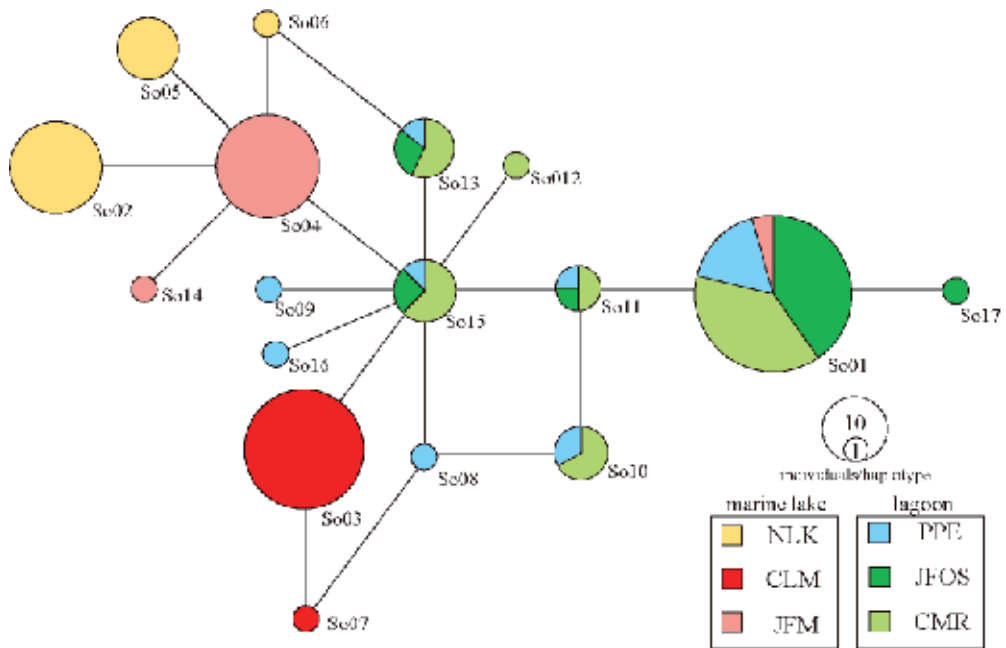 So06
So05
So13
So012
So02
So04
So14
So09
So15
So11
So17
So16
So01
10
1
So10
So08
individuals/haplotype
So03
marine lake
lagoon
NLK
PPE
CLM
JFOS
So07
JFM
CMR